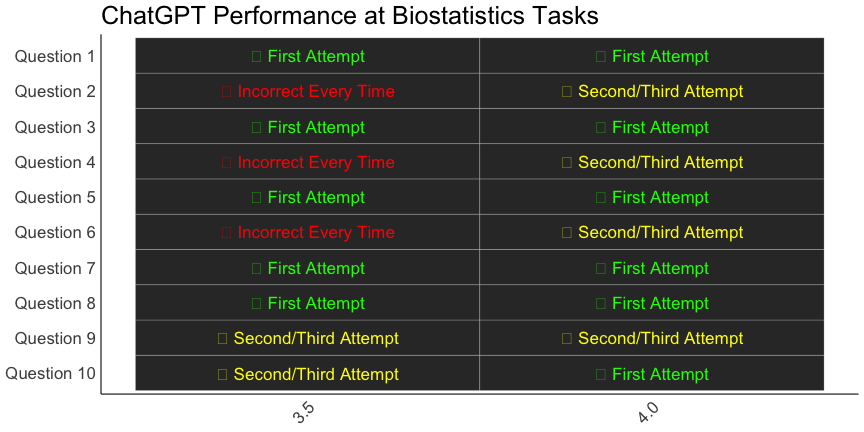 ChatGPT Performance at Biostatistics Tasks
Question 1 First Attempt First Attempt
Question 2 Incorrect Every Time Second/Third Attempt
Question 3 First Attempt First Attempt
Question 4 Incorrect Every Time Second/Third Attempt
Question 5 First Attempt First Attempt
Question 6 Incorrect Every Time Second/Third Attempt
Question 7 First Attempt First Attempt
Question 8 First Attempt First Attempt
Question 9 Second/Third Attempt Second/Third Attempt
Question 10 Second/Third Attempt First Attempt
3.5 4.0